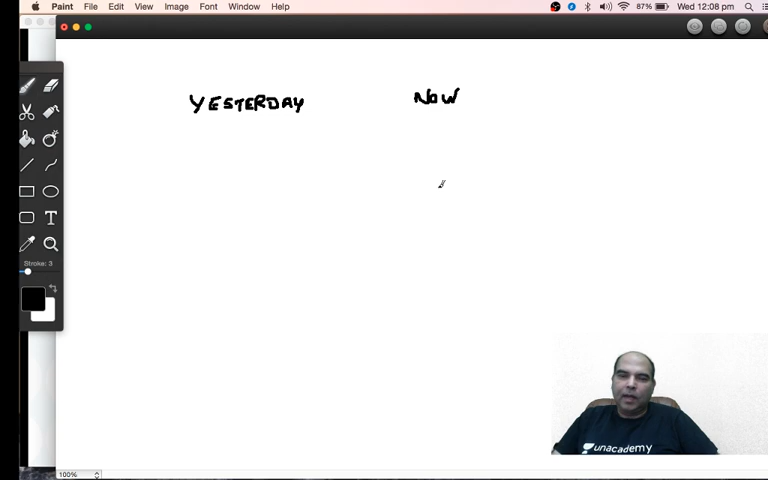 Paint File Edit View Image Font Window Help 87% Wed 12:08 pm
YESTERDAY NOW
T
Stroke: 3
unacademy
100%